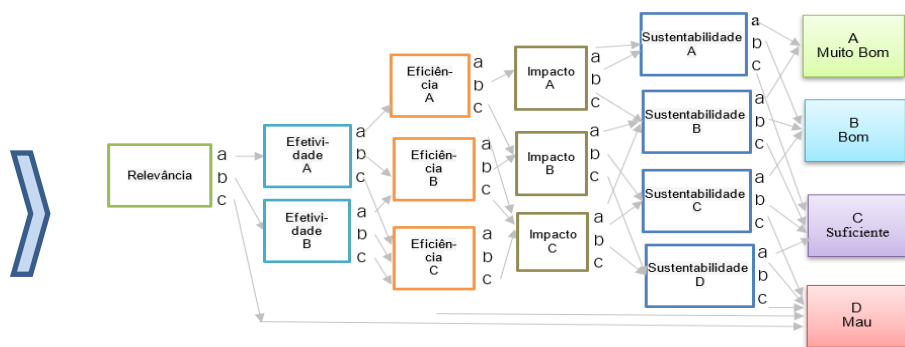 Relevância
a
b
c
Efetivi-
dade
A
a
b
c
Efetivi-
dade
B
a
b
c
Eficiên-
cia
A
a
b
c
Eficiên-
cia
B
a
b
c
Eficiên-
cia
C
a
b
c
Impacto
A
a
b
c
Impacto
B
a
b
c
Impacto
C
a
b
c
Sustentabilidade
A
a
b
c
Sustentabilidade
B
a
b
c
Sustentabilidade
C
a
b
c
Sustentabilidade
D
a
b
c
A
Muito Bom
B
Bom
C
Suficiente
D
Mau